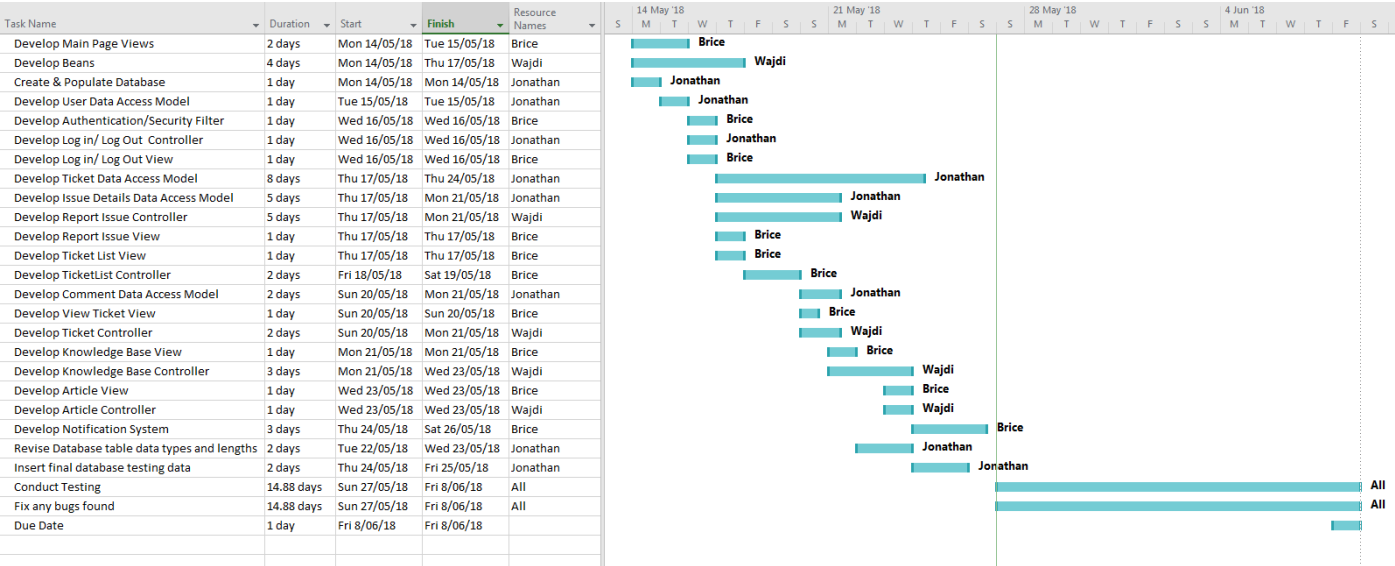 Task Name Duration Start Finish Resource Names
14 May '18 21 May '18 28 May '18 4 Jun '18
S M T W T F S S M T W T F S S M T W T F S S M T W T F S
Develop Main Page Views 2 days Mon 14/05/18 Tue 15/05/18 Brice Brice
Develop Beans 4 days Mon 14/05/18 Thu 17/05/18 Wajdi Wajdi
Create & Populate Database 1 day Mon 14/05/18 Mon 14/05/18 Jonathan Jonathan
Develop User Data Access Model 1 day Tue 15/05/18 Tue 15/05/18 Jonathan Jonathan
Develop Authentication/Security Filter 1 day Wed 16/05/18 Wed 16/05/18 Brice Brice
Develop Log in/ Log Out  Controller 1 day Wed 16/05/18 Wed 16/05/18 Jonathan Jonathan
Develop Log in/ Log Out View 1 day Wed 16/05/18 Wed 16/05/18 Brice Brice
Develop Ticket Data Access Model 8 days Thu 17/05/18 Thu 24/05/18 Jonathan Jonathan
Develop Issue Details Data Access Model 5 days Thu 17/05/18 Mon 21/05/18 Jonathan Jonathan
Develop Report Issue Controller 5 days Thu 17/05/18 Mon 21/05/18 Wajdi Wajdi
Develop Report Issue View 1 day Thu 17/05/18 Thu 17/05/18 Brice Brice
Develop Ticket List View 1 day Thu 17/05/18 Thu 17/05/18 Brice Brice
Develop TicketList Controller 2 days Fri 18/05/18 Sat 19/05/18 Brice Brice
Develop Comment Data Access Model 2 days Sun 20/05/18 Mon 21/05/18 Jonathan Jonathan
Develop View Ticket View 1 day Sun 20/05/18 Sun 20/05/18 Brice Brice
Develop Ticket Controller 2 days Sun 20/05/18 Mon 21/05/18 Wajdi Wajdi
Develop Knowledge Base View 1 day Mon 21/05/18 Mon 21/05/18 Brice Brice
Develop Knowledge Base Controller 3 days Mon 21/05/18 Wed 23/05/18 Wajdi Wajdi
Develop Article View 1 day Wed 23/05/18 Wed 23/05/18 Brice Brice
Develop Article Controller 1 day Wed 23/05/18 Wed 23/05/18 Wajdi Wajdi
Develop Notification System 3 days Thu 24/05/18 Sat 26/05/18 Brice Brice
Revise Database table data types and lengths 2 days Tue 22/05/18 Wed 23/05/18 Jonathan Jonathan
Insert final database testing data 2 days Thu 24/05/18 Fri 25/05/18 Jonathan Jonathan
Conduct Testing 14.88 days Sun 27/05/18 Fri 8/06/18 All All
Fix any bugs found 14.88 days Sun 27/05/18 Fri 8/06/18 All All
Due Date 1 day Fri 8/06/18 Fri 8/06/18